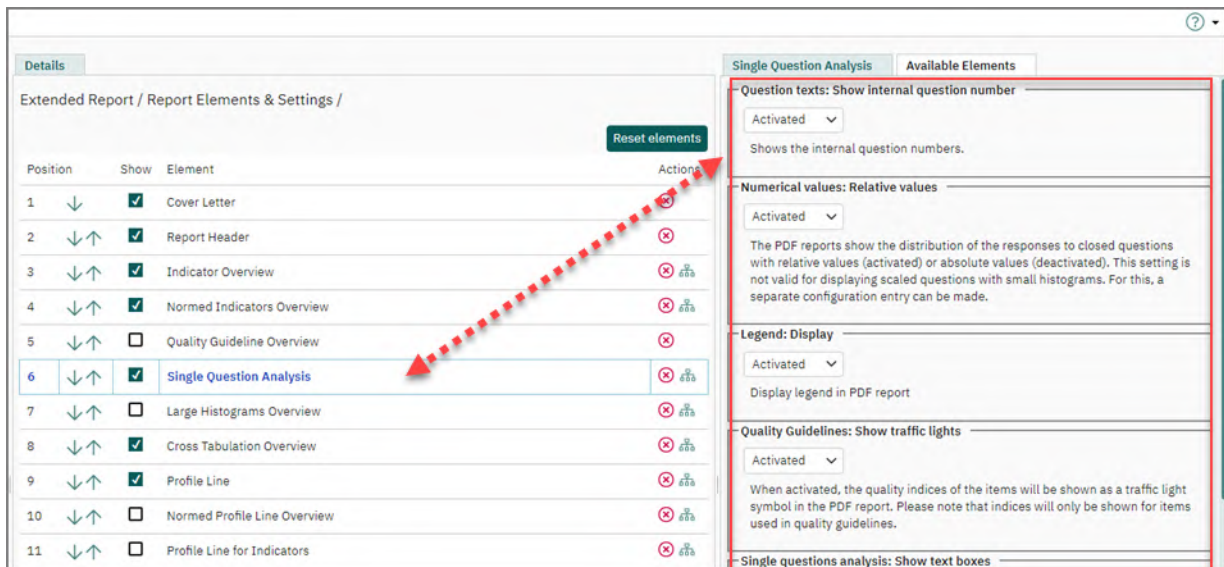 Details
Extended Report / Report Elements & Settings /
Reset elements
Position Show Element Actions
1 Cover Letter
2 Report Header
3 Indicator Overview
4 Normed Indicators Overview
5 Quality Guideline Overview
6 Single Question Analysis
7 Large Histograms Overview
8 Cross Tabulation Overview
9 Profile Line
10 Normed Profile Line Overview
11 Profile Line for Indicators
Single Question Analysis Available Elements
Question texts: Show internal question number
Activated
Shows the internal question numbers.
Numerical values: Relative values
Activated
The PDF reports show the distribution of the responses to closed questions
with relative values (activated) or absolute values (deactivated). This setting is
not valid for displaying scaled questions with small histograms. For this, a
separate configuration entry can be made.
Legend: Display
Activated
Display legend in PDF report
Quality Guidelines: Show traffic lights
Activated
When activated, the quality indices of the items will be shown as a traffic light
symbol in the PDF report. Please note that indices will only be shown for items
used in quality guidelines.
Single questions analysis: Show text boxes